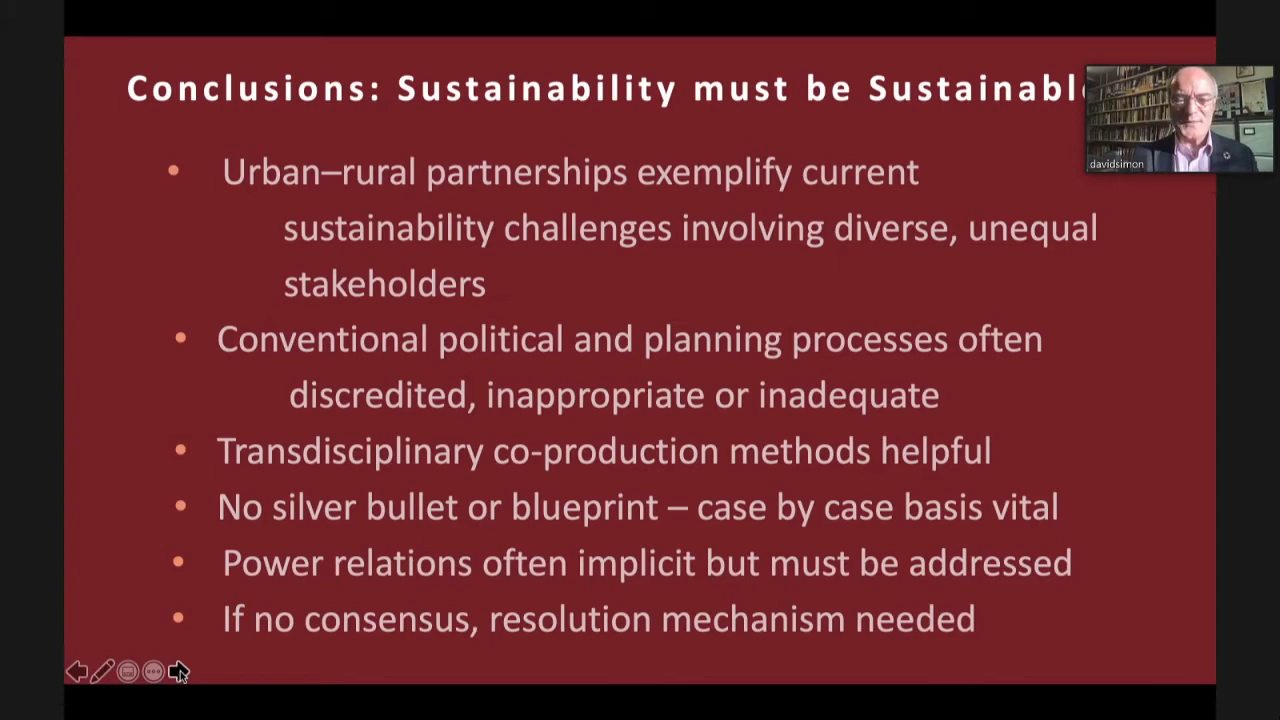 Conclusions: Sustainability must be Sustainable
davidsimon
• Urban–rural partnerships exemplify current
sustainability challenges involving diverse, unequal
stakeholders
• Conventional political and planning processes often
discredited, inappropriate or inadequate
• Transdisciplinary co-production methods helpful
• No silver bullet or blueprint – case by case basis vital
• Power relations often implicit but must be addressed
• If no consensus, resolution mechanism needed